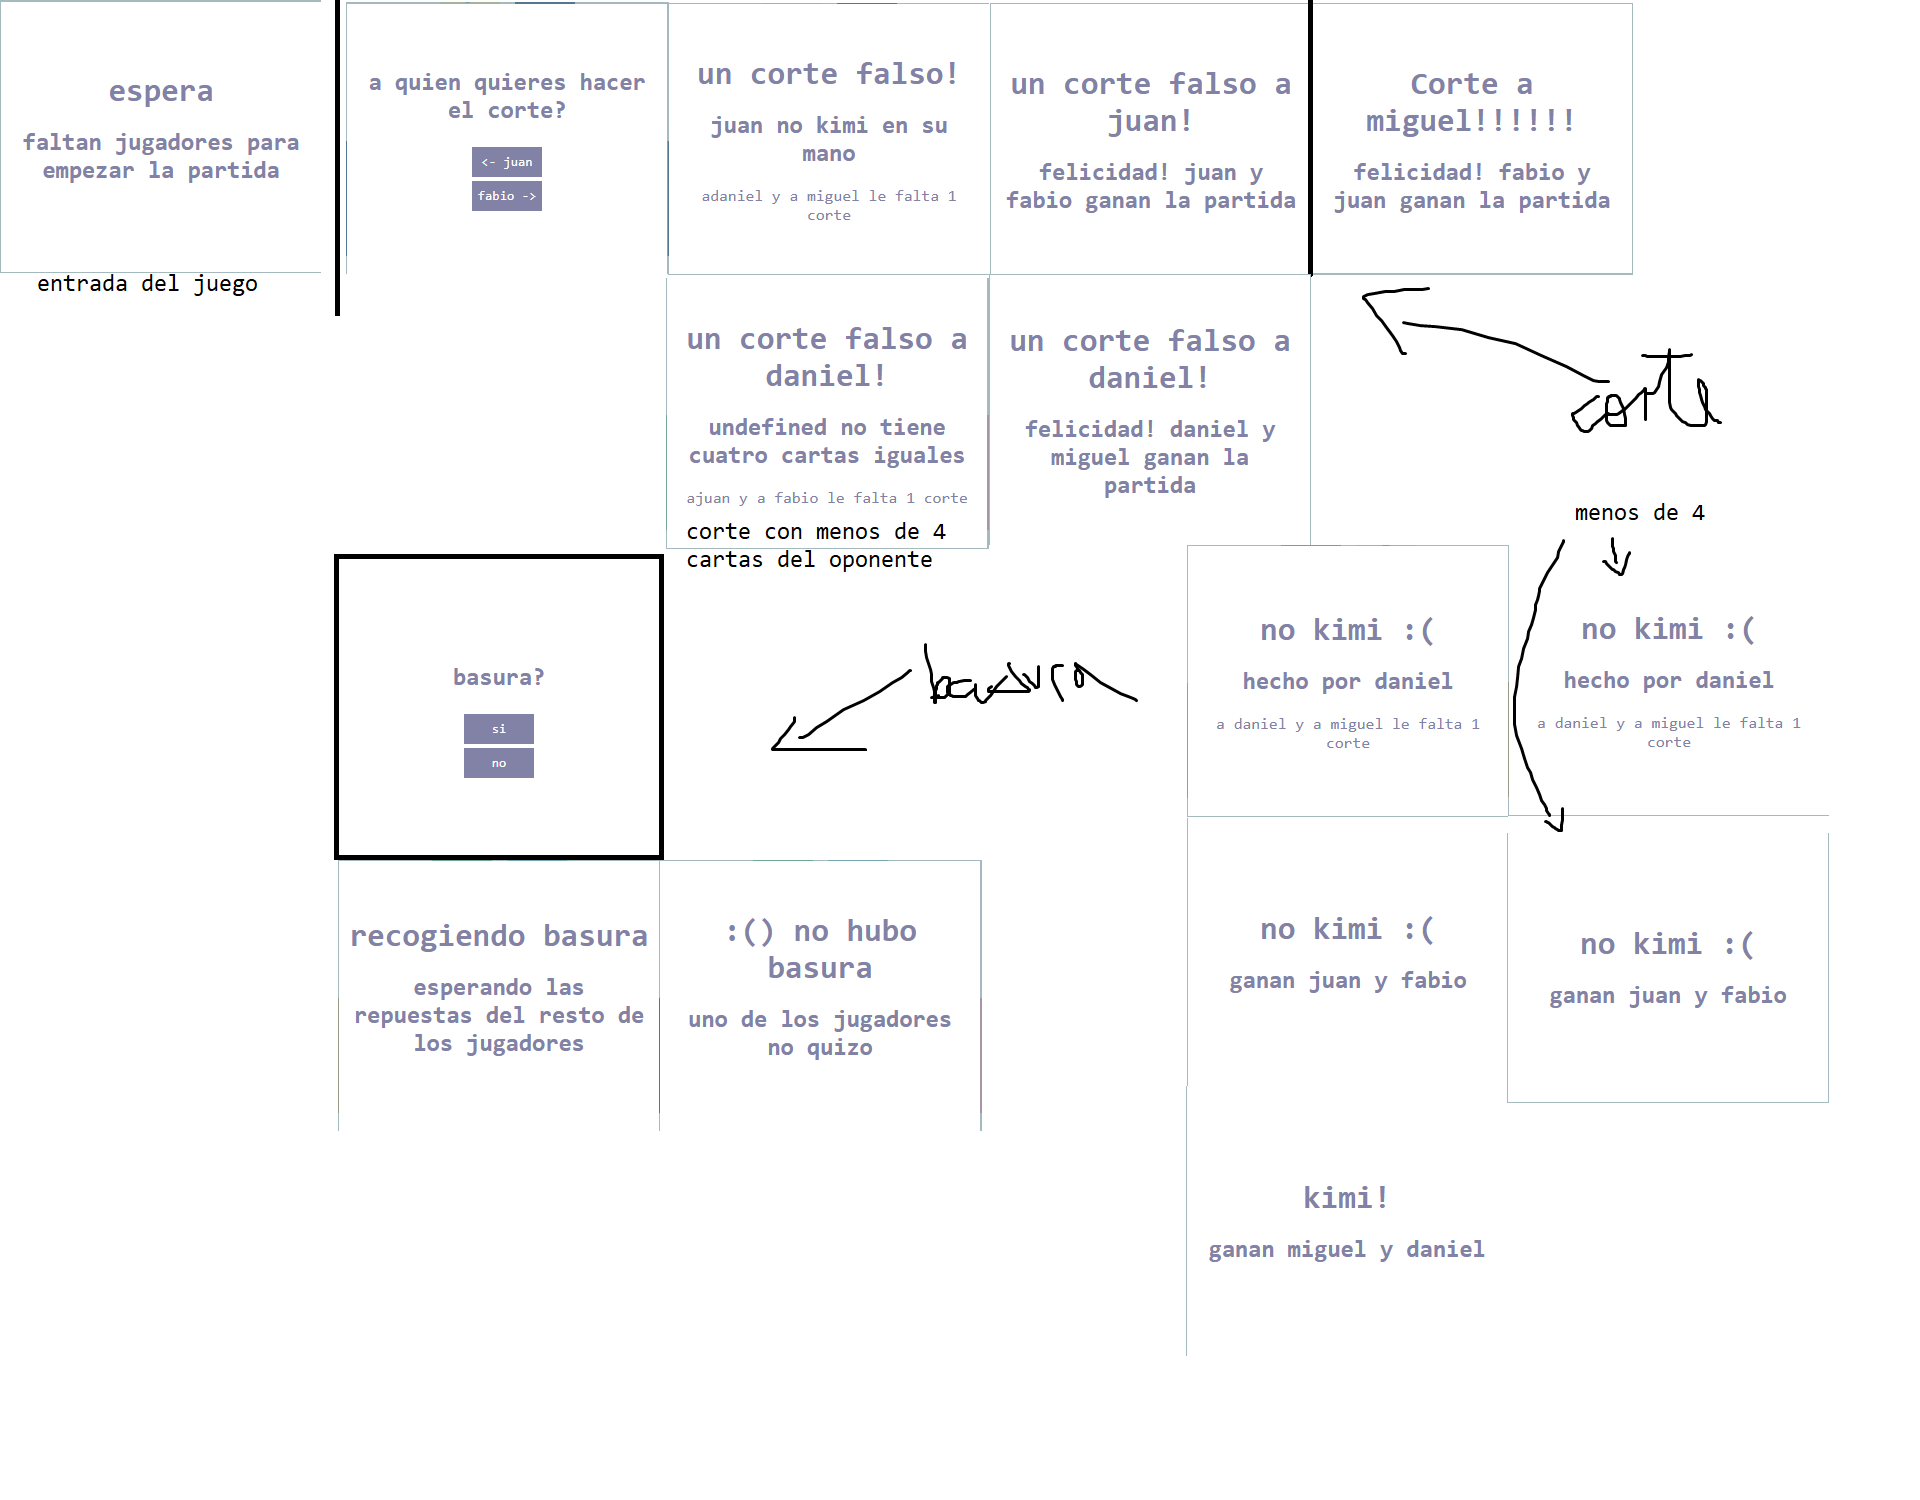 espera
faltan jugadores para
empezar la partida
entrada del juego
a quien quieres hacer
el corte?
<- juan
fabio ->
un corte falso!
juan no kimi en su
mano
adaniel y a miguel le falta 1
corte
un corte falso a
juan!
felicidad! juan y
fabio ganan la partida
Corte a
miguel!!!!!!
felicidad! fabio y
juan ganan la partida
un corte falso a
daniel!
undefined no tiene
cuatro cartas iguales
ajuan y a fabio le falta 1 corte
corte con menos de 4
cartas del oponente
un corte falso a
daniel!
felicidad! daniel y
miguel ganan la
partida
corte
menos de 4
basura?
si
no
basura
no kimi :(
hecho por daniel
a daniel y a miguel le falta 1
corte
no kimi :(
hecho por daniel
a daniel y a miguel le falta 1
corte
recogiendo basura
esperando las
repuestas del resto de
los jugadores
:() no hubo
basura
uno de los jugadores
no quizo
no kimi :(
ganan juan y fabio
no kimi :(
ganan juan y fabio
kimi!
ganan miguel y daniel